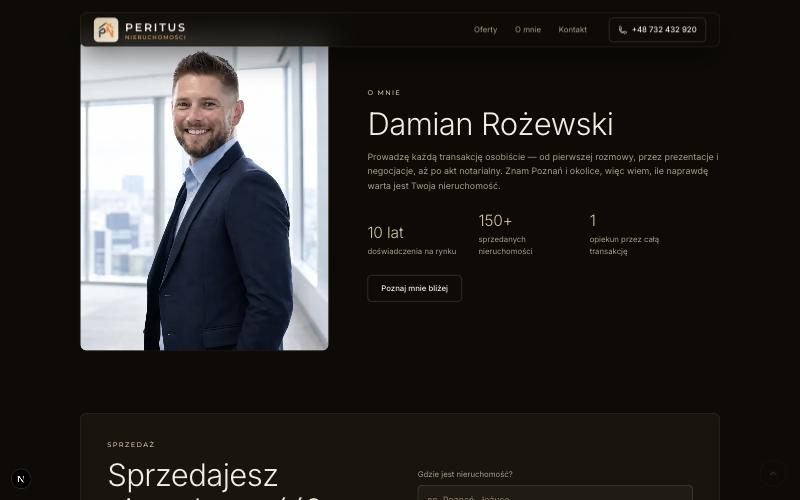 PERITUS
NIERUCHOMOŚCI
Oferty
O mnie
Kontakt
+48 732 432 920
O MNIE
Damian Rożewski
Prowadzę każdą transakcję osobiście — od pierwszej rozmowy, przez prezentacje i
negocjacje, aż po akt notarialny. Znam Poznań i okolice, więc wiem, ile naprawdę
warta jest Twoja nieruchomość.
10 lat
doświadczenia na rynku
150+
sprzedanych
nieruchomości
1
opiekun przez całą
transakcję
Poznaj mnie bliżej
SPRZEDAŻ
Sprzedajesz
Gdzie jest nieruchomość?
N